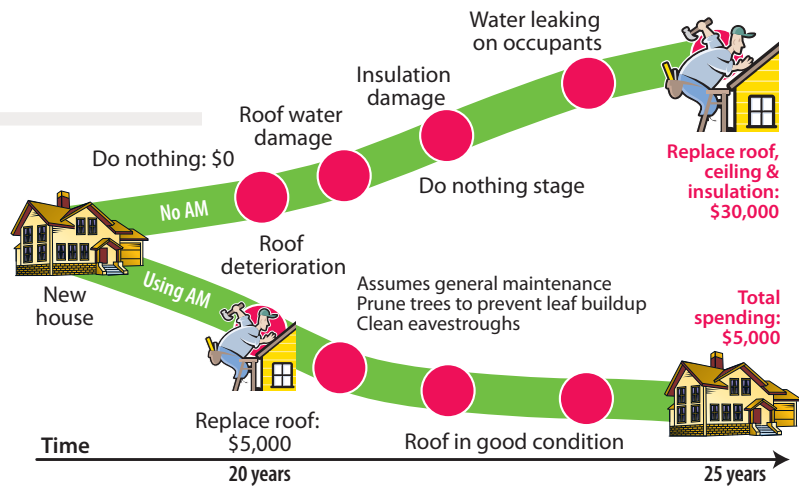 Water leaking
on occupants
Insulation
damage
Roof water
damage
Do nothing: $0
Replace roof,
ceiling &
insulation:
$30,000
Do nothing stage
No AM
Roof
deterioration
New
house
Using AM
Assumes general maintenance
Prune trees to prevent leaf buildup
Clean eavestroughs
Total
spending:
$5,000
Replace roof:
$5,000
Roof in good condition
Time
20 years
25 years